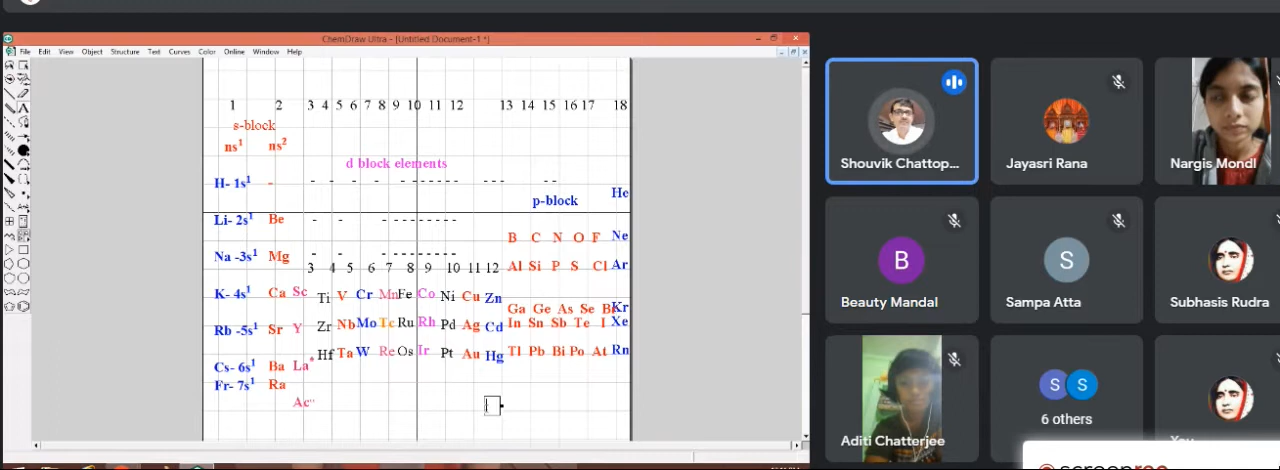 ChemDraw Ultra - [Untitled Document-1 *]
File Edit View Object Structure Text Curves Color Online Window Help
1 2 3 4 5 6 7 8 9 10 11 12 13 14 15 16 17 18
s-block
ns1 ns2
d block elements
H- 1s1 - - - - - - - - - - - - - - - He
p-block
Li- 2s1 Be - - - - - - - - -
B C N O F Ne
Na -3s1 Mg - - - - - - - -
Al Si P S Cl Ar
3 4 5 6 7 8 9 10 11 12
K- 4s1 Ca Sc Ti V Cr Mn Fe Co Ni Cu Zn
Ga Ge As Se Br Kr
Rb -5s1 Sr Y Zr Nb Mo Tc Ru Rh Pd Ag Cd In Sn Sb Te I Xe
Hf Ta W Re Os Ir Pt Au Hg Tl Pb Bi Po At Rn
Cs- 6s1 Ba La*
Fr- 7s1 Ra
Ac**
Shouvik Chattop...
Jayasri Rana
Nargis Mondl
B
Beauty Mandal
S
Sampa Atta
Subhasis Rudra
Aditi Chatterjee
S S
6 others
You
screenrec